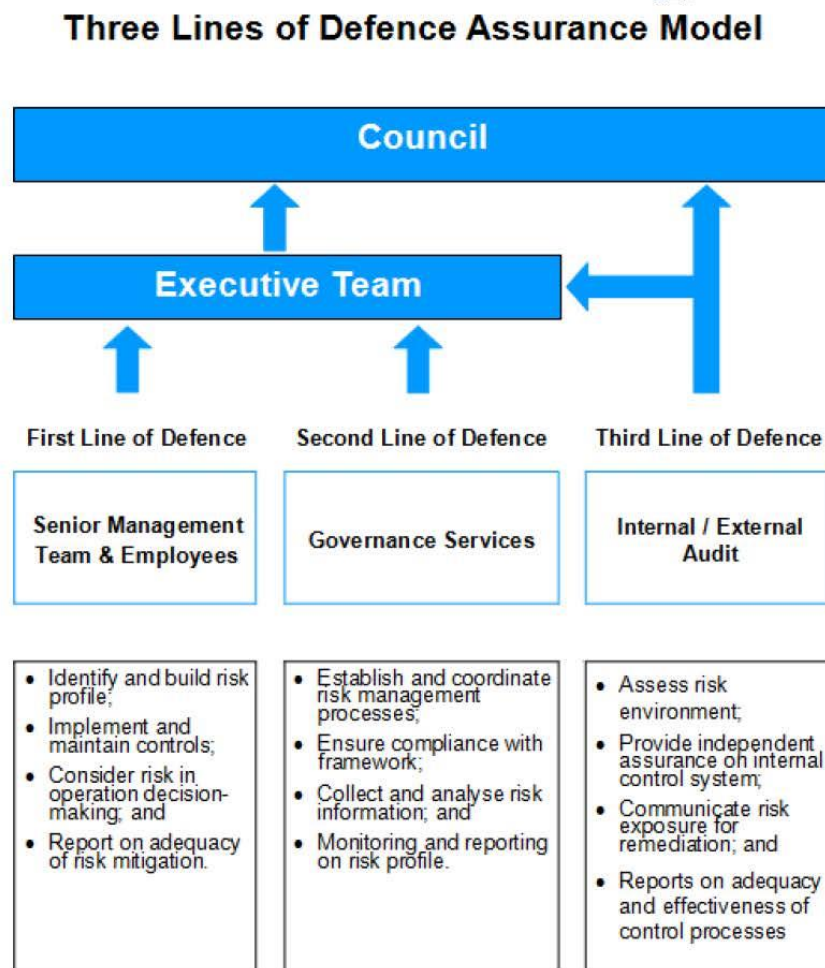 Three Lines of Defence Assurance Model
Council
Executive Team
First Line of Defence
Second Line of Defence
Third Line of Defence
Senior Management
Team & Employees
Governance Services
Internal / External
Audit
• Identify and build risk
profile;
• Implement and
maintain controls;
• Consider risk in
operation decision-
making; and
• Report on adequacy
of risk mitigation.
• Establish and coordinate
risk management
processes;
• Ensure compliance with
framework;
• Collect and analyse risk
information; and
• Monitoring and reporting
on risk profile.
• Assess risk
environment;
• Provide independent
assurance on internal
control system;
• Communicate risk
exposure for
remediation; and
• Reports on adequacy
and effectiveness of
control processes